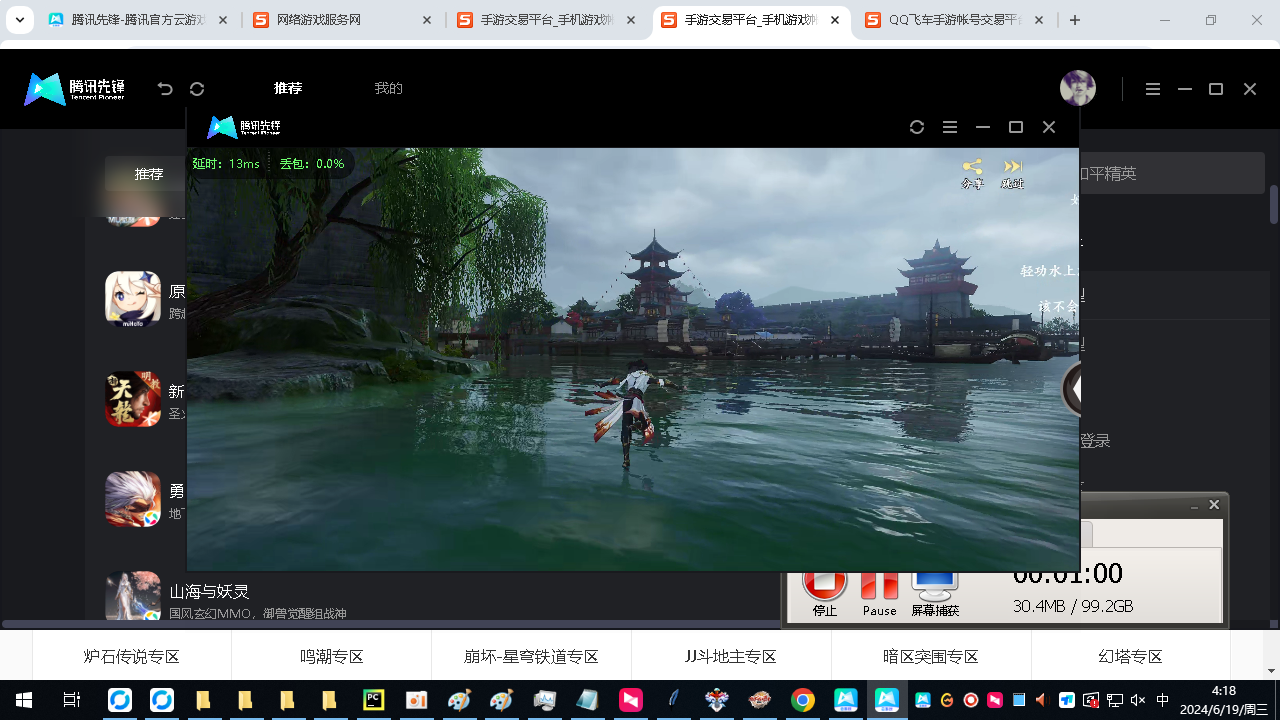 腾讯先锋-腾讯官方云游戏
网络游戏服务网
手游交易平台_手机游戏
手游交易平台_手机游戏
QQ飞车手游帐号交易平台
腾讯先锋
Tencent Pioneer
推荐
我的
腾讯先锋
Tencent Pioneer
推荐
延时：13ms
丢包：0.0%
分享
跳过
和平精英
原
miHoYo
轻功水上
该不会
新
天龍
登录
勇
山海与妖灵
国风玄幻MMO，御兽觉醒组战神
00:01:00
停止
Pause
屏幕捕获
30.4MB / 99.2GB
炉石传说专区
鸣潮专区
崩坏-星穹铁道专区
JJ斗地主专区
暗区突围专区
幻塔专区
PC
中
4:18
2024/6/19/周三